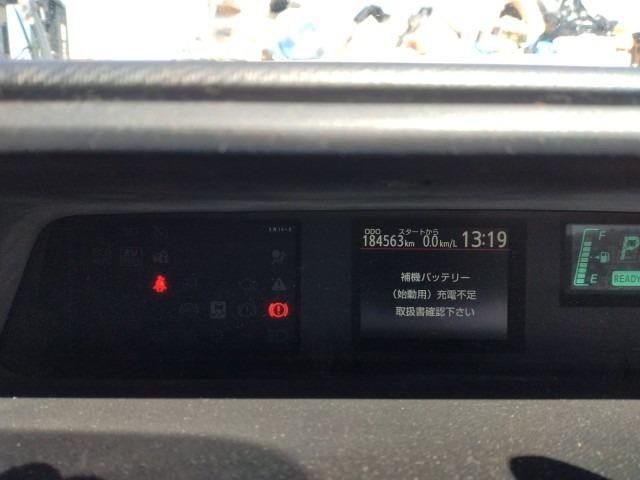 ODO スタートから
184563km 0.0km/L 13:19
補機バッテリー
（始動用）充電不足
取扱書確認下さい
F
E
P
READY